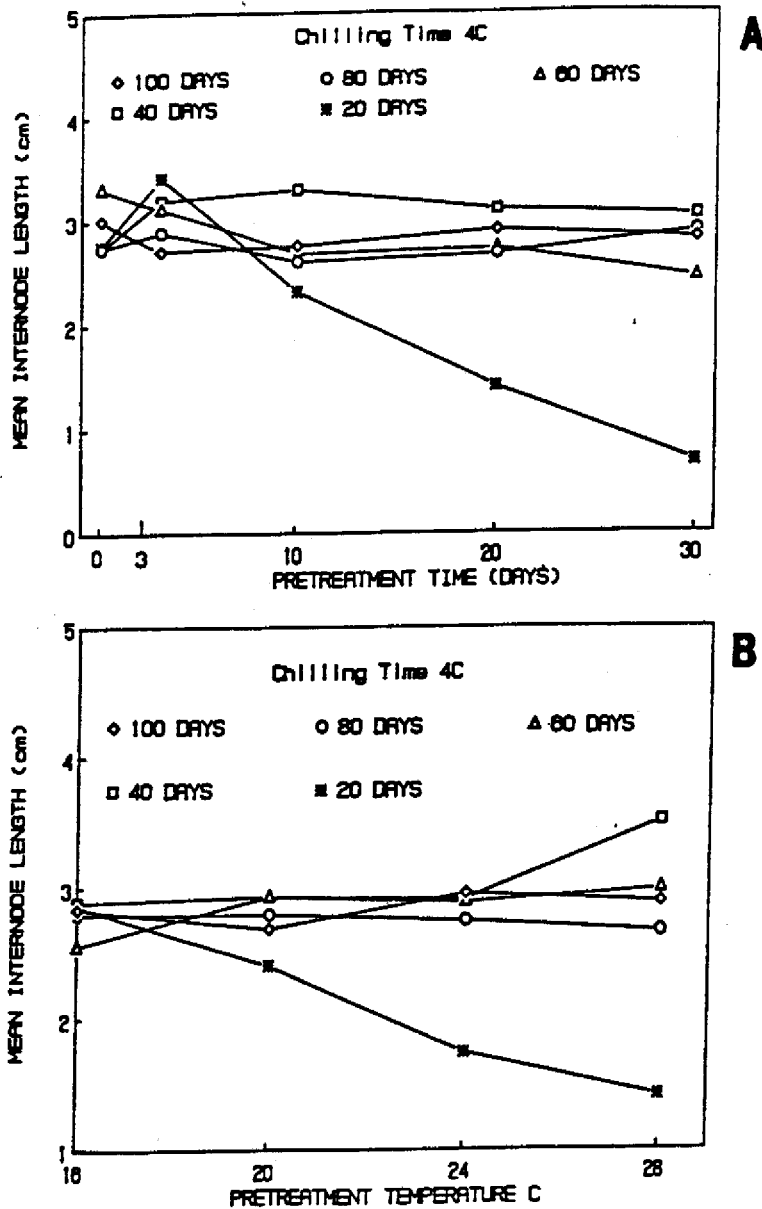 A
Chilling Time 4C
100 DAYS 80 DAYS 60 DAYS
40 DAYS 20 DAYS
MEAN INTERNODE LENGTH (cm)
5
4
3
2
1
0
0 3 10 20 30
PRETREATMENT TIME (DAYS)
B
Chilling Time 4C
100 DAYS 80 DAYS 60 DAYS
40 DAYS 20 DAYS
MEAN INTERNODE LENGTH (cm)
5
4
3
2
1
16 20 24 28
PRETREATMENT TEMPERATURE C